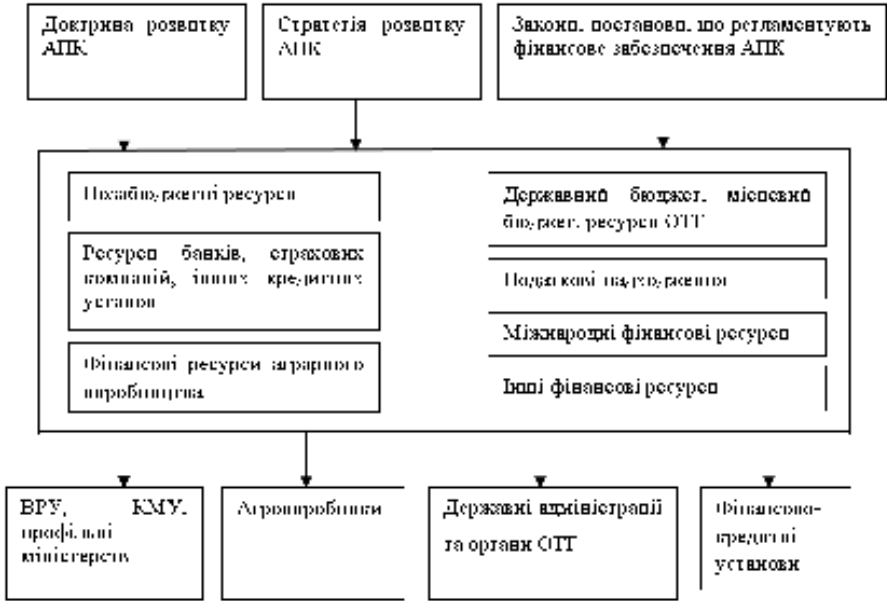 Доктрина розвитку
АПК
Стратегія розвитку
АПК
Закони, постанови, що регламентують
фінансове забезпечення АПК
Позабюджетні ресурси
Ресурси банків, страхових
компаній, інших кредитних
установ
Фінансові ресурси аграрного
виробництва
Державний бюджет, місцевий
бюджет, ресурси ОТГ
Податкові надходження
Міжнародні фінансові ресурси
Інші фінансові ресурси
ВРУ, КМУ,
профільні
міністерств
Агровиробники
Державні адміністрації
та органи ОТГ
Фінансово-
кредитні
установи